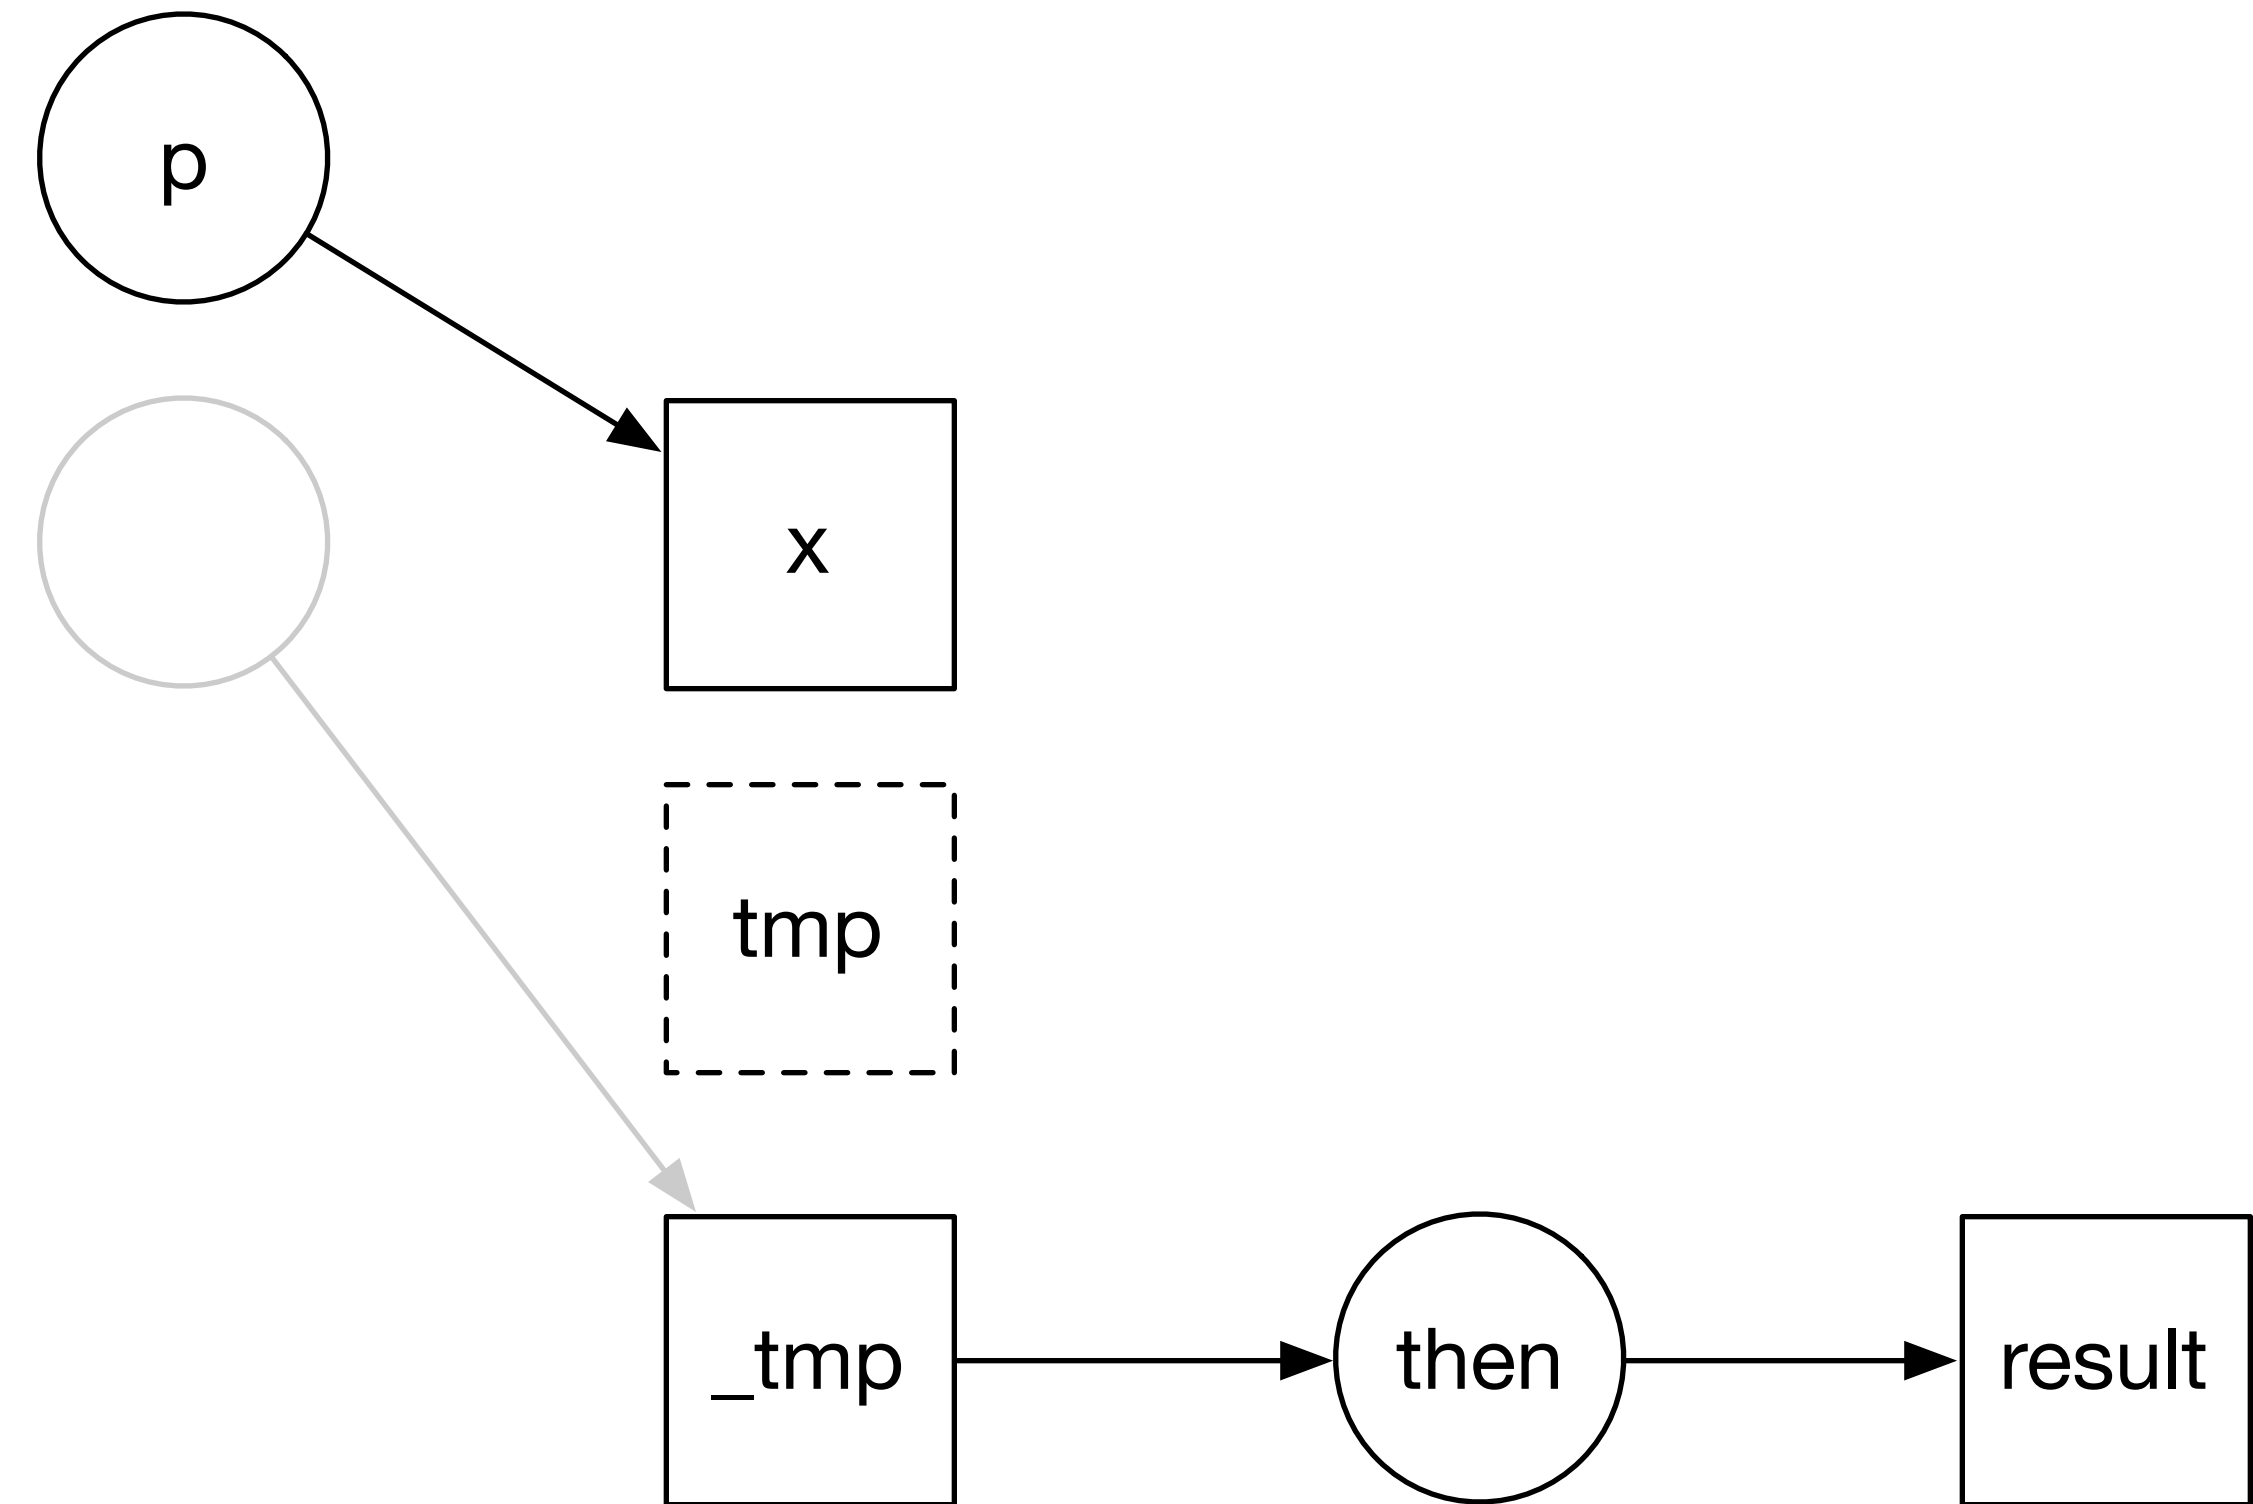 p
x
tmp
_tmp
then
result